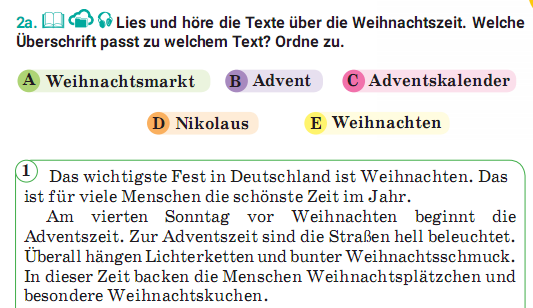 2a. Lies und höre die Texte über die Weihnachtszeit. Welche
Überschrift passt zu welchem Text? Ordne zu.
A Weihnachtsmarkt B Advent C Adventskalender
D Nikolaus E Weihnachten
1 Das wichtigste Fest in Deutschland ist Weihnachten. Das
ist für viele Menschen die schönste Zeit im Jahr.
Am vierten Sonntag vor Weihnachten beginnt die
Adventszeit. Zur Adventszeit sind die Straßen hell beleuchtet.
Überall hängen Lichterketten und bunter Weihnachtsschmuck.
In dieser Zeit backen die Menschen Weihnachtsplätzchen und
besondere Weihnachtskuchen.